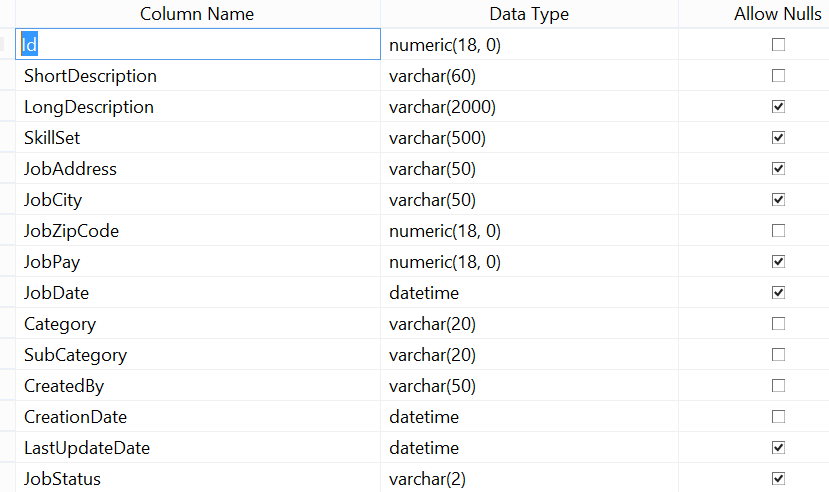 Column Name Data Type Allow Nulls
Id numeric(18, 0)
ShortDescription varchar(60)
LongDescription varchar(2000)
SkillSet varchar(500)
JobAddress varchar(50)
JobCity varchar(50)
JobZipCode numeric(18, 0)
JobPay numeric(18, 0)
JobDate datetime
Category varchar(20)
SubCategory varchar(20)
CreatedBy varchar(50)
CreationDate datetime
LastUpdateDate datetime
JobStatus varchar(2)